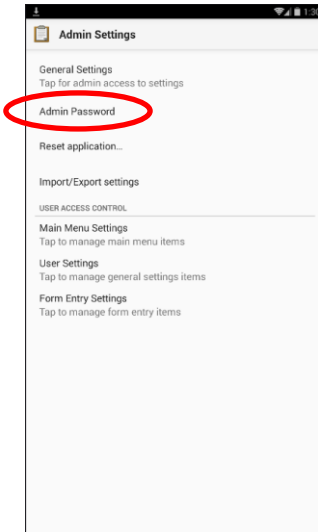 1:30
Admin Settings
General Settings
Tap for admin access to settings
Admin Password
Reset application...
Import/Export settings
USER ACCESS CONTROL
Main Menu Settings
Tap to manage main menu items
User Settings
Tap to manage general settings items
Form Entry Settings
Tap to manage form entry items